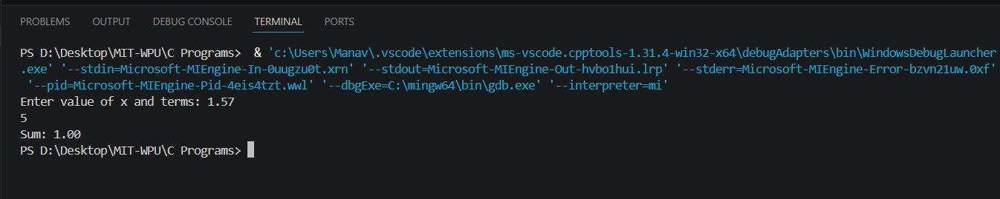 PROBLEMS OUTPUT DEBUG CONSOLE TERMINAL PORTS
PS D:\Desktop\MIT-WPU\C Programs>  & 'c:\Users\Manav\.vscode\extensions\ms-vscode.cpptools-1.31.4-win32-x64\debugAdapters\bin\WindowsDebugLauncher
.exe' '--stdin=Microsoft-MIEngine-In-0uugzu0t.xrn' '--stdout=Microsoft-MIEngine-Out-hvbo1hui.lrp' '--stderr=Microsoft-MIEngine-Error-bzvn21uw.0xf'
'--pid=Microsoft-MIEngine-Pid-4eis4tzt.wwl' '--dbgExe=C:\mingw64\bin\gdb.exe' '--interpreter=mi'
Enter value of x and terms: 1.57
5
Sum: 1.00
PS D:\Desktop\MIT-WPU\C Programs>